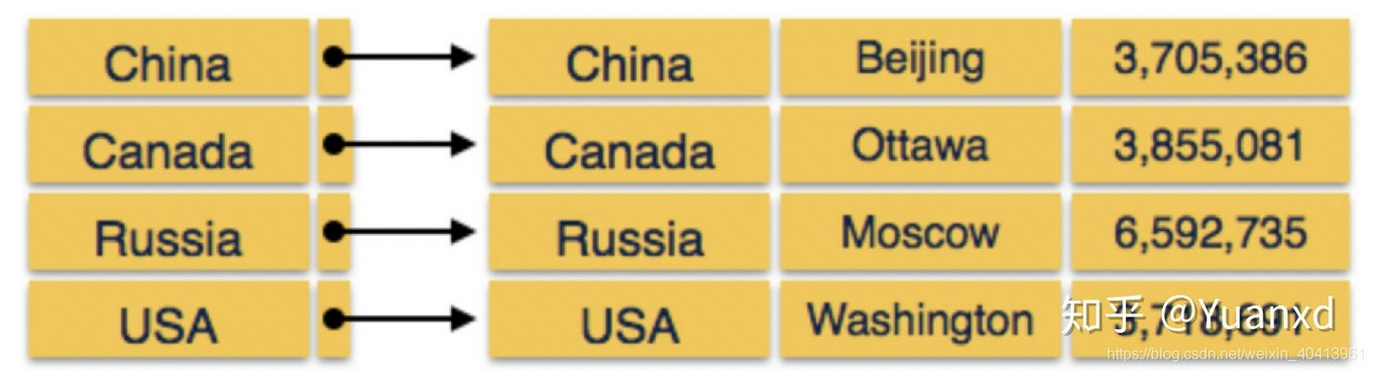 China China Beijing 3,705,386
Canada Canada Ottawa 3,855,081
Russia Russia Moscow 6,592,735
USA USA Washington
知乎 @Yuanxd
https://blog.csdn.net/weixin_40413961